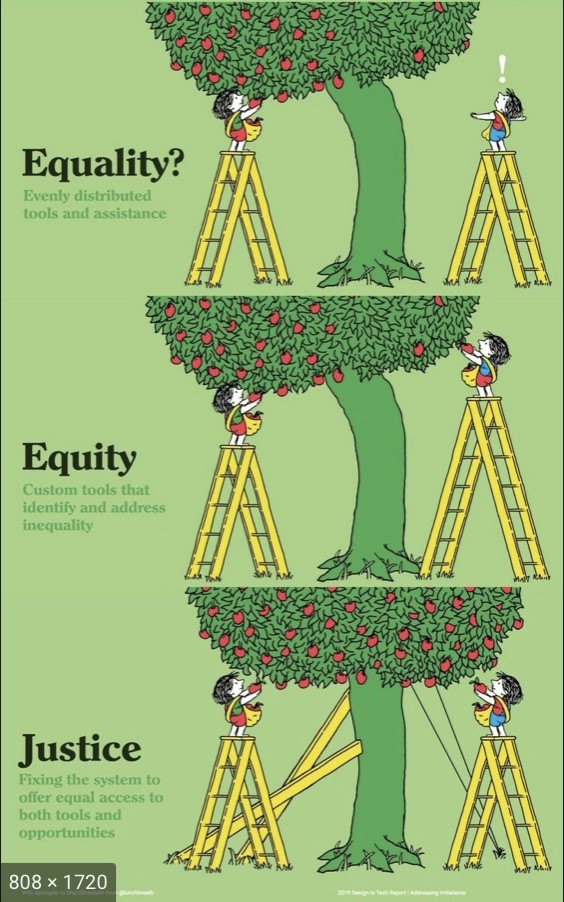 !
Equality?
Evenly distributed
tools and assistance
Equity
Custom tools that
identify and address
inequality
Justice
Fixing the system to
offer equal access to
both tools and
opportunities
808 × 1720
@lunchbreath
2019 Design In Tech Report | Addressing Imbalance